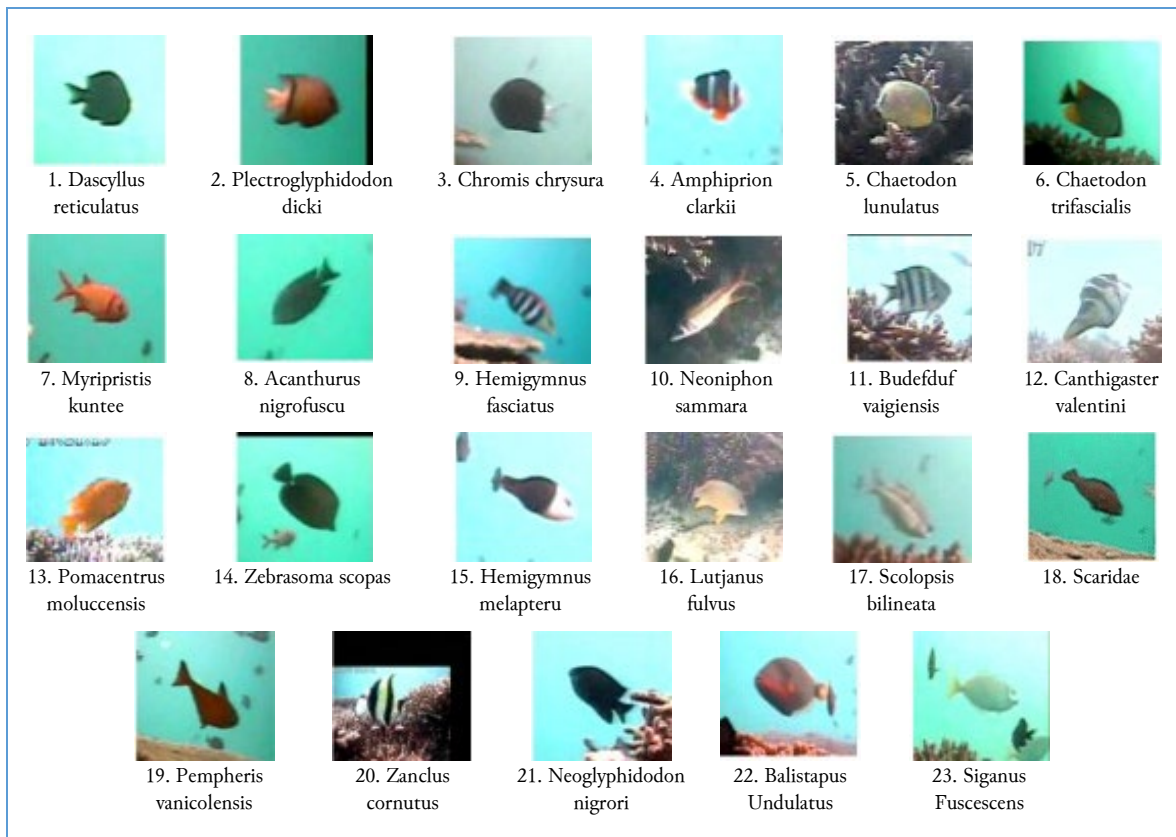 1. Dascyllus
reticulatus
2. Plectroglyphidodon
dicki
3. Chromis chrysura
4. Amphiprion
clarkii
5. Chaetodon
lunulatus
6. Chaetodon
trifascialis
7. Myripristis
kuntee
8. Acanthurus
nigrofuscu
9. Hemigymnus
fasciatus
10. Neoniphon
sammara
11. Budefduf
vaigiensis
12. Canthigaster
valentini
13. Pomacentrus
moluccensis
14. Zebrasoma scopas
15. Hemigymnus
melapteru
16. Lutjanus
fulvus
17. Scolopsis
bilineata
18. Scaridae
19. Pempheris
vanicolensis
20. Zanclus
cornutus
21. Neoglyphidodon
nigrori
22. Balistapus
Undulatus
23. Siganus
Fuscescens